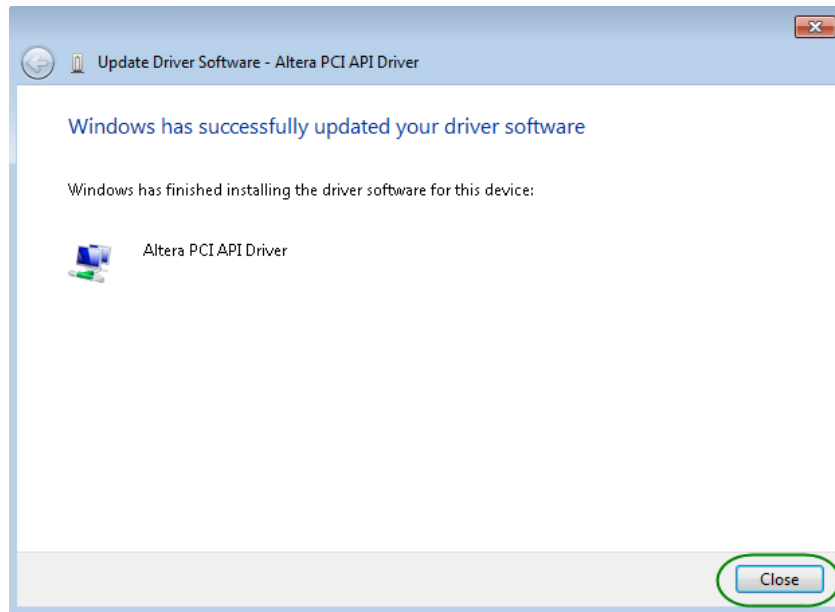 Update Driver Software - Altera PCI API Driver
Windows has successfully updated your driver software
Windows has finished installing the driver software for this device:
Altera PCI API Driver
Close